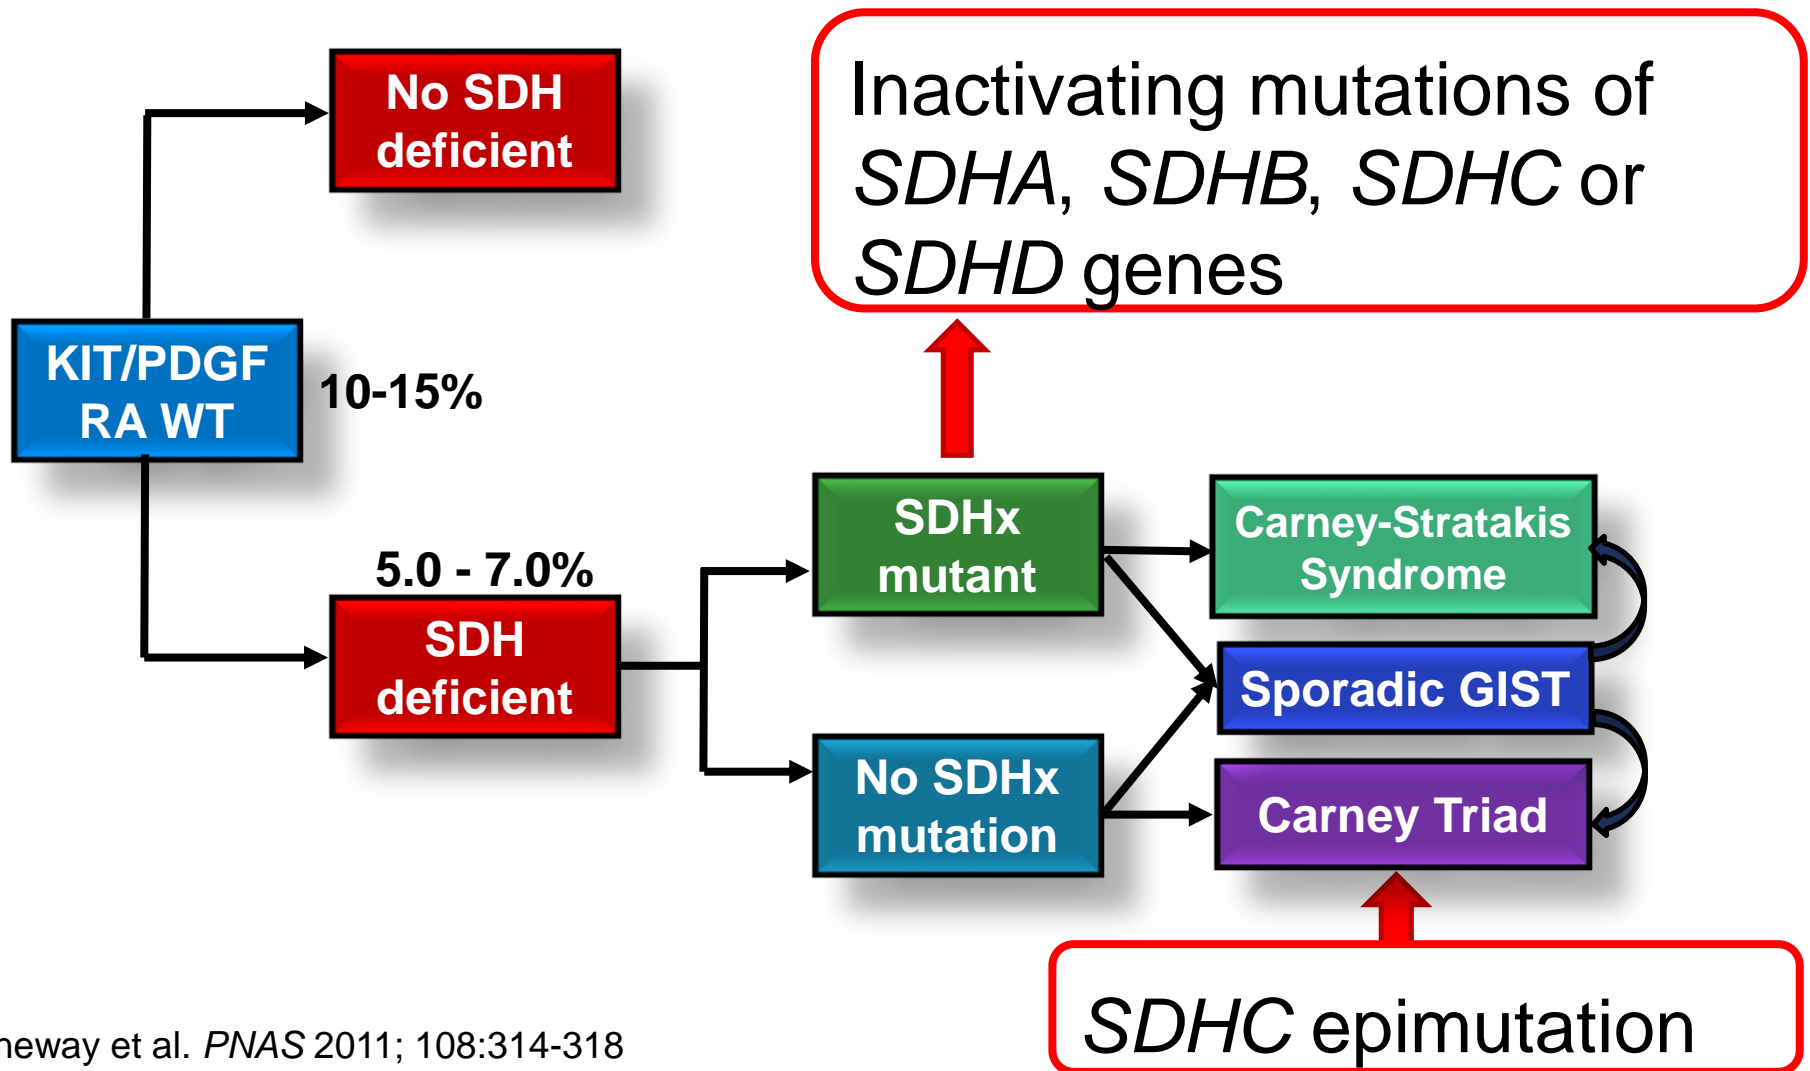 No SDH
deficient
Inactivating mutations of
SDHA, SDHB, SDHC or
SDHD genes
KIT/PDGF
RA WT
10-15%
5.0 - 7.0%
SDH
deficient
SDHx
mutant
Carney-Stratakis
Syndrome
Sporadic GIST
No SDHx
mutation
Carney Triad
SDHC epimutation
neway et al. PNAS 2011; 108:314-318